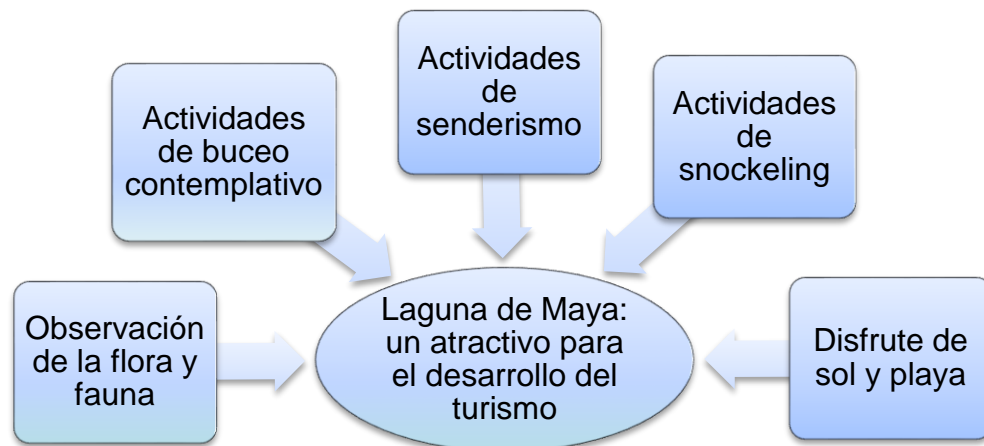 Actividades
de
senderismo
Actividades
de buceo
contemplativo
Actividades
de
snockeling
Observación
de la flora y
fauna
Laguna de Maya:
un atractivo para
el desarrollo del
turismo
Disfrute de
sol y playa